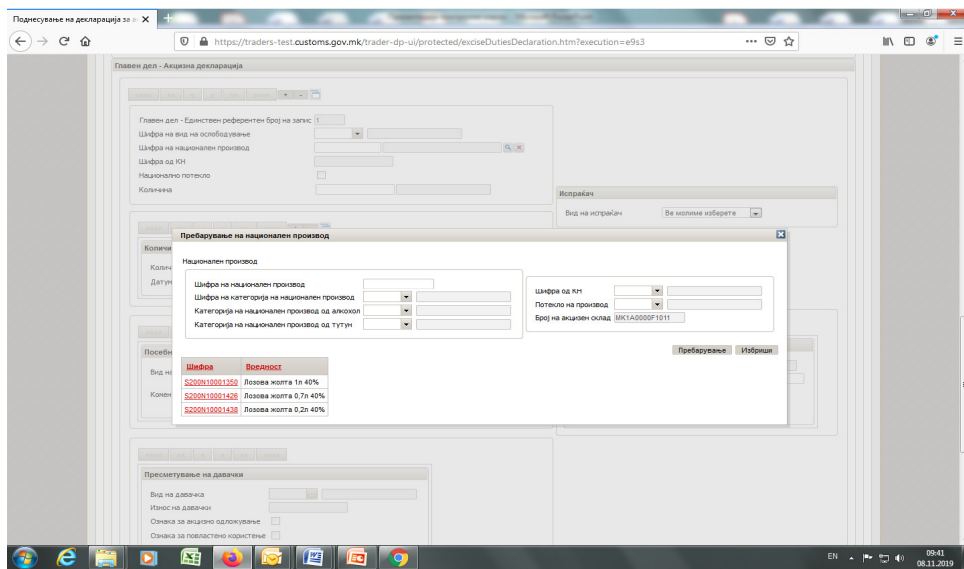 Поднесување на декларација за
https://traders-test.customs.gov.mk/trader-dp-ui/protected/exciseDutiesDeclaration.htm?execution=e9s3
Главен дел - Акцизна декларација
Главен дел - Единствен референтен број на запис 1
Шифра на вид на ослободување
Шифра на национален производ
Шифра од КН
Национално потекло
Количина
Испраќач
Вид на испраќач Ве молиме изберете
Пребарување на национален производ
Количи
Колич
Датум
Национален производ
Шифра на национален производ
Шифра на категорија на национален производ
Категорија на национален производ од алкохол
Категорија на национален производ од тутун
Шифра од КН
Потекло на производ
Број на акцизен склад MK1A0000F1011
Пребарување Избриши
Посебн
Вид на
Комен
Шифра Вредност
S200N10001350 Лозова жолта 1л 40%
S200N10001426 Лозова жолта 0,7л 40%
S200N10001438 Лозова жолта 0,2л 40%
Пресметување на давачки
Вид на давачка
Износ на давачки
Ознака за акцизно одложување
Ознака за повластено користење
EN
09:41
08.11.2019